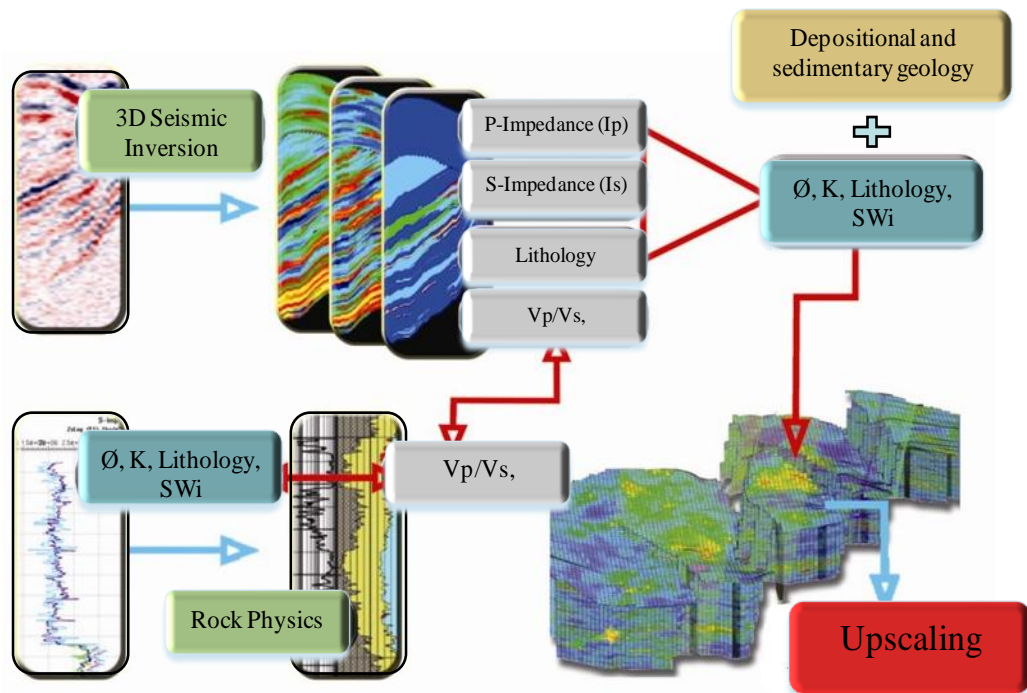 Depositional and
sedimentary geology
3D Seismic
Inversion
P-Impedance (Ip)
S-Impedance (Is)
Lithology
Vp/Vs,
Ø, K, Lithology,
SWi
Ø, K, Lithology,
SWi
Vp/Vs,
Rock Physics
Upscaling